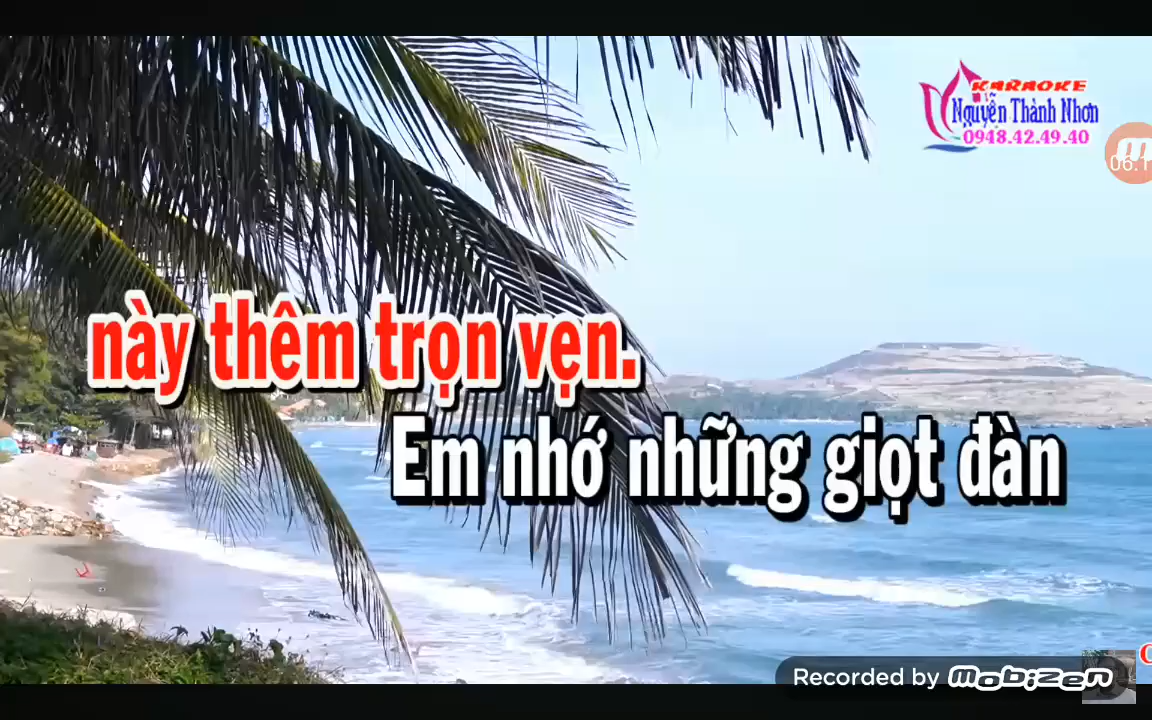 KARAOKE
Nguyễn Thành Nhơn
0948.42.49.40
này thêm trọn vẹn.
Em nhớ những giọt đàn
Recorded by MOBIZEN